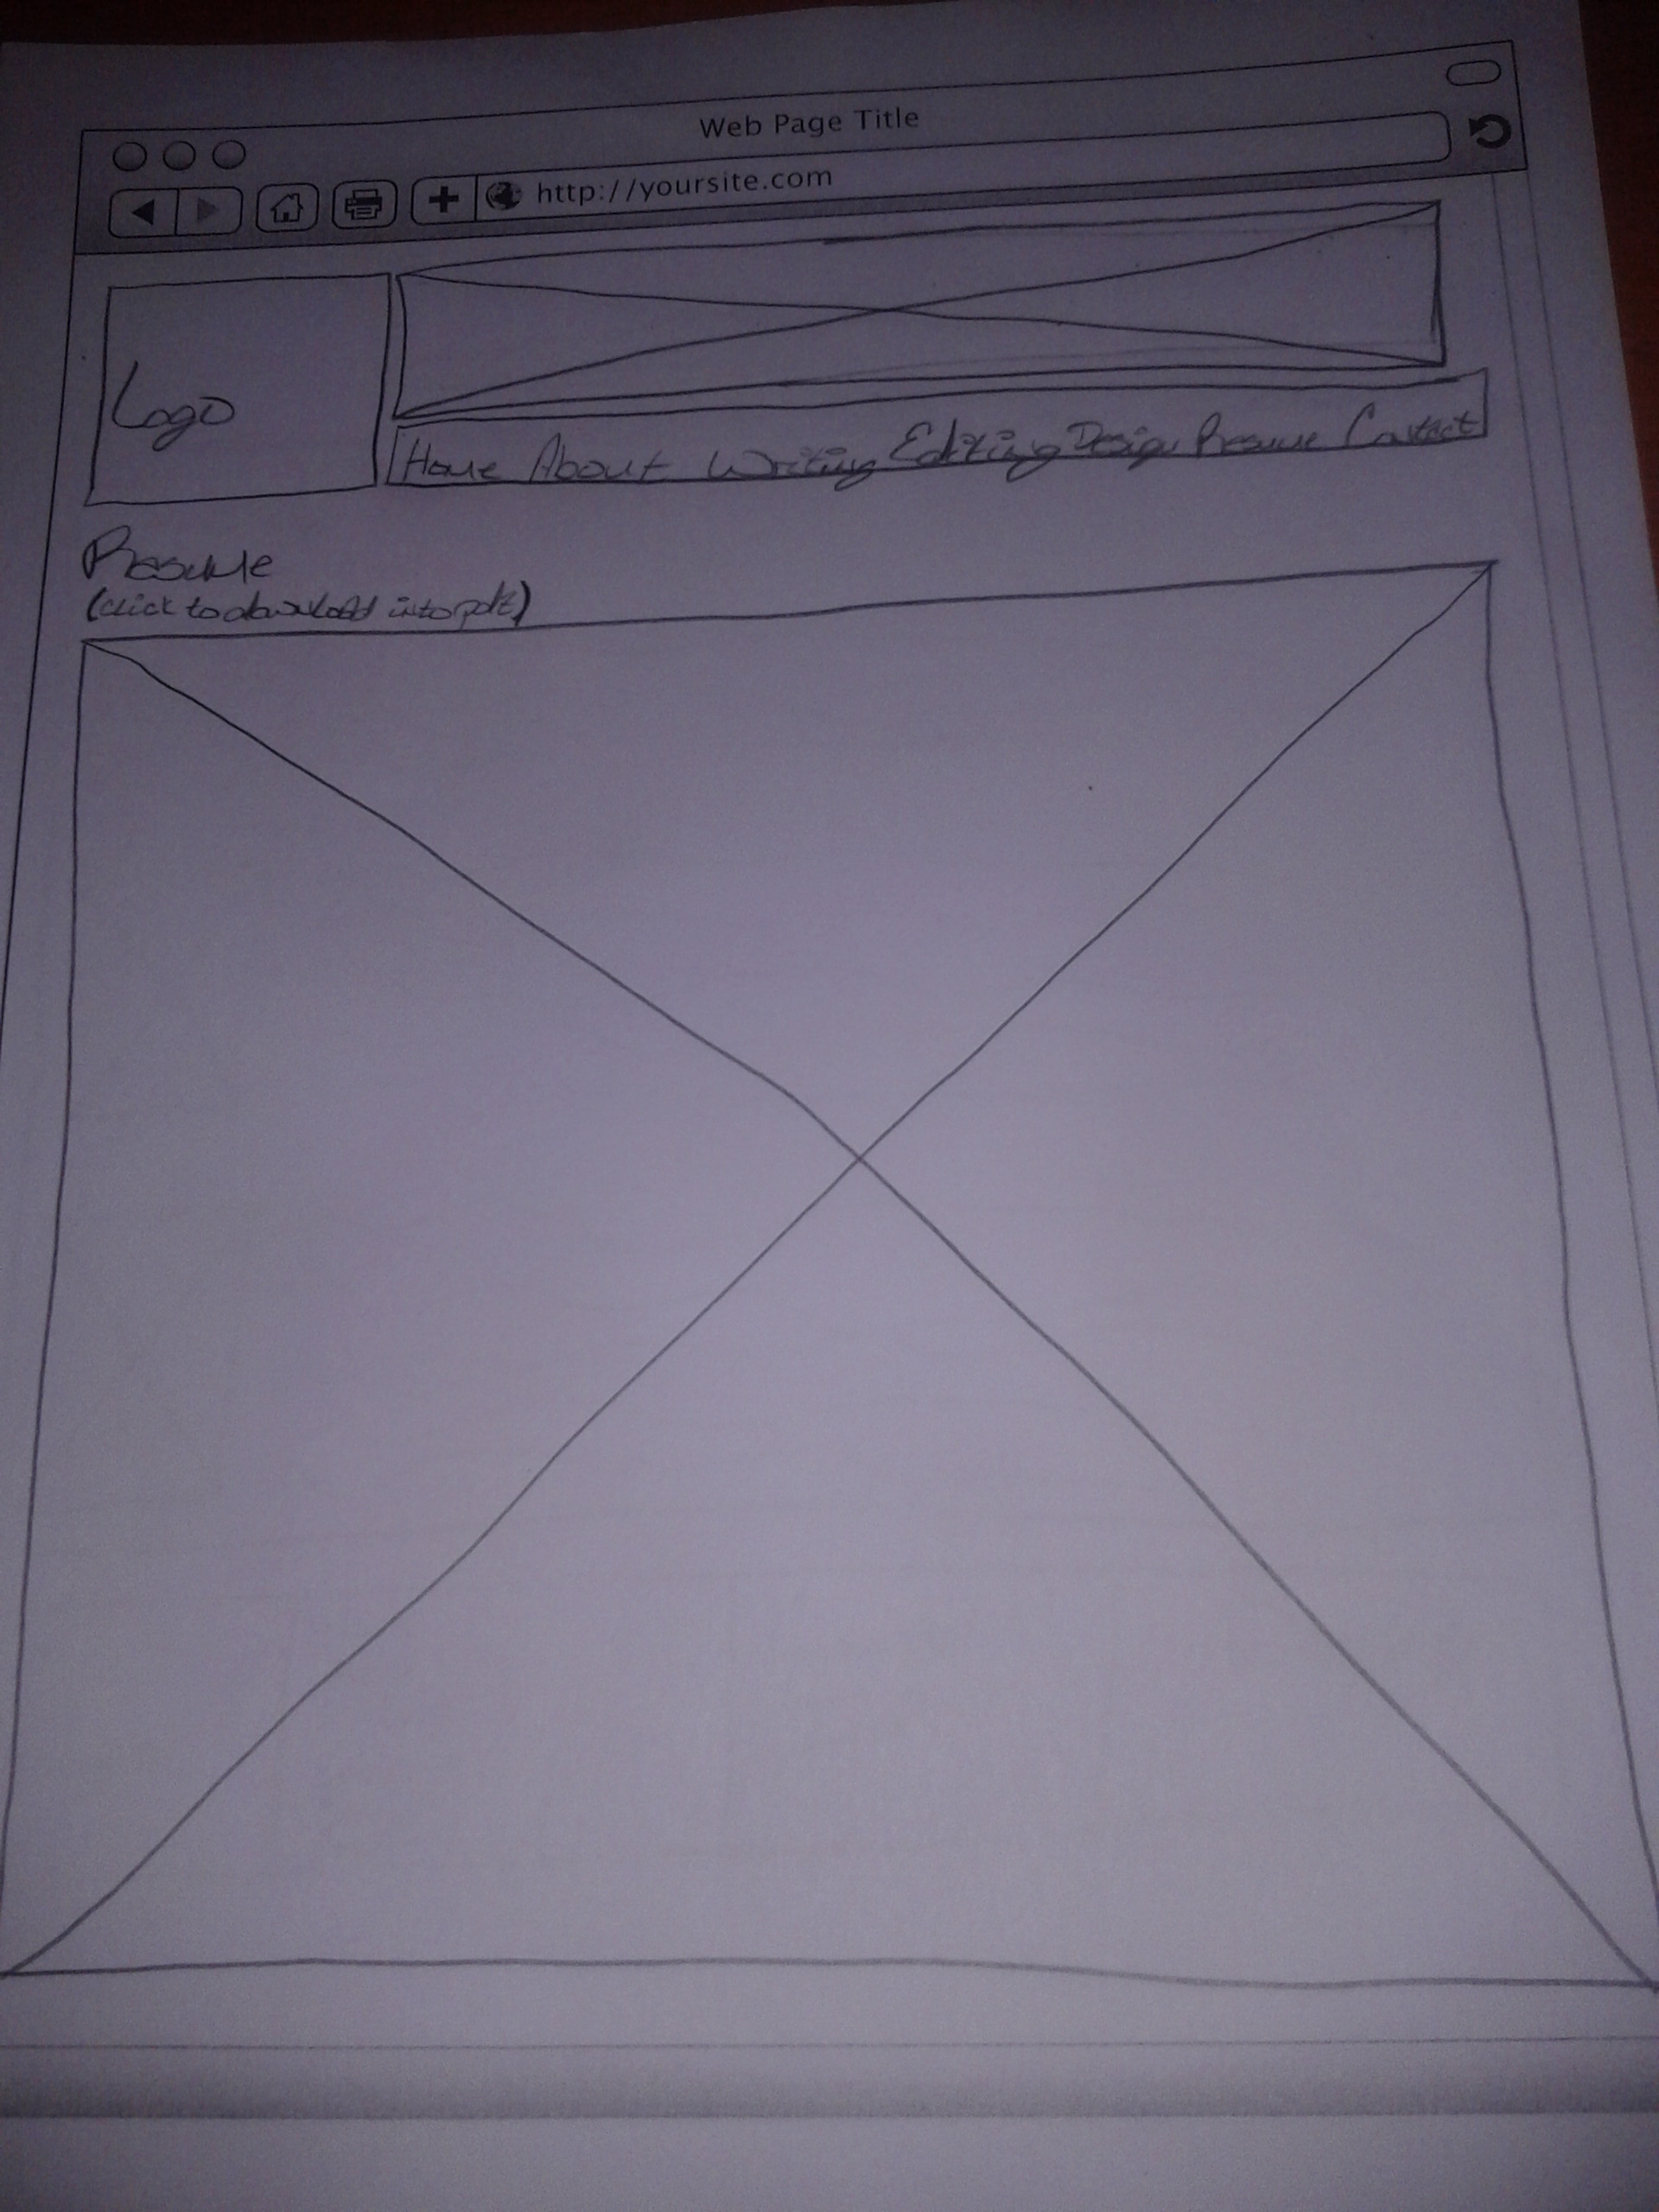 Web Page Title
http://yoursite.com
Logo
Home About Writing Editing Design Resume Contact
Resume
(click to download into pdf)